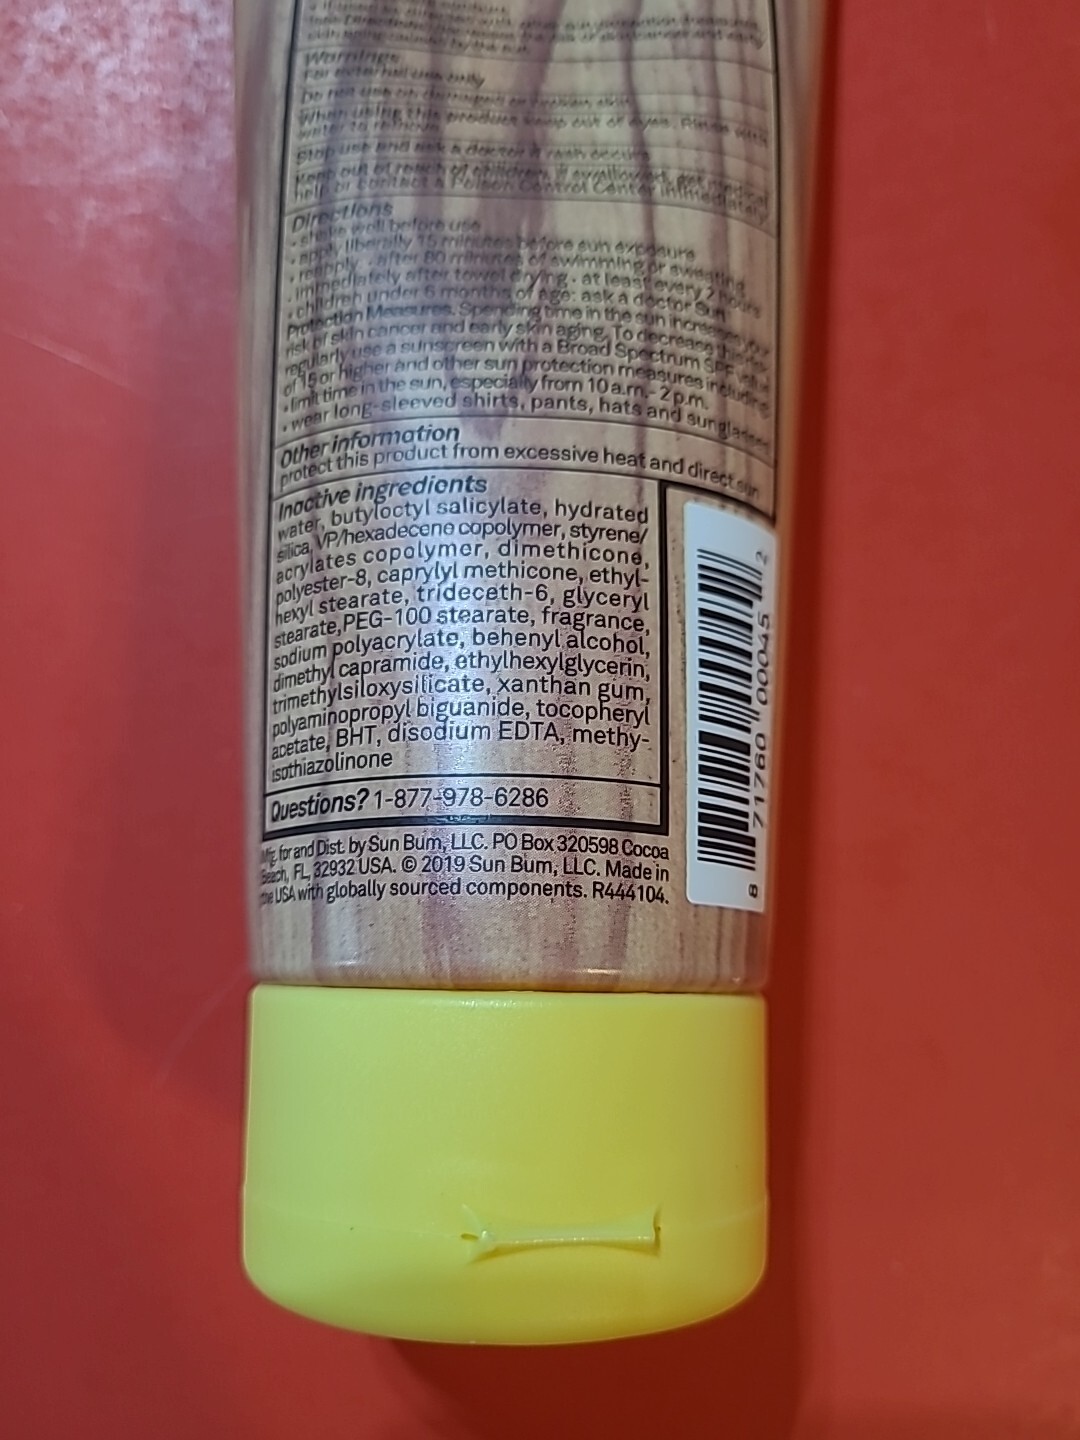 Warnings
For external use only
Do not use on damaged or broken skin
When using this product keep out of eyes. Rinse with
water to remove
Stop use and ask a doctor if rash occurs
Keep out of reach of children. If swallowed, get medical
help or contact a Poison Control Center immediately.
Directions
• shake well before use
• apply liberally 15 minutes before sun exposure
• reapply: • after 80 minutes of swimming or sweating
• immediately after towel drying • at least every 2 hours
• children under 6 months of age: ask a doctor Sun
Protection Measures. Spending time in the sun increases your
risk of skin cancer and early skin aging. To decrease this risk,
regularly use a sunscreen with a Broad Spectrum SPF value
of 15 or higher and other sun protection measures including:
• limit time in the sun, especially from 10 a.m.- 2 p.m.
• wear long-sleeved shirts, pants, hats and sunglasses
Other information
protect this product from excessive heat and direct sun
Inactive ingredients
water, butyloctyl salicylate, hydrated
silica, VP/hexadecene copolymer, styrene/
acrylates copolymer, dimethicone,
polyester-8, caprylyl methicone, ethyl-
hexyl stearate, trideceth-6, glyceryl
stearate, PEG-100 stearate, fragrance,
sodium polyacrylate, behenyl alcohol,
dimethyl capramide, ethylhexylglycerin,
trimethylsiloxysilicate, xanthan gum,
polyaminopropyl biguanide, tocopheryl
acetate, BHT, disodium EDTA, methy-
isothiazolinone
Questions? 1-877-978-6286
Mfg. for and Dist. by Sun Bum, LLC. PO Box 320598 Cocoa
Beach, FL, 32932 USA. © 2019 Sun Bum, LLC. Made in
the USA with globally sourced components. R444104.
8 71760 00045 2